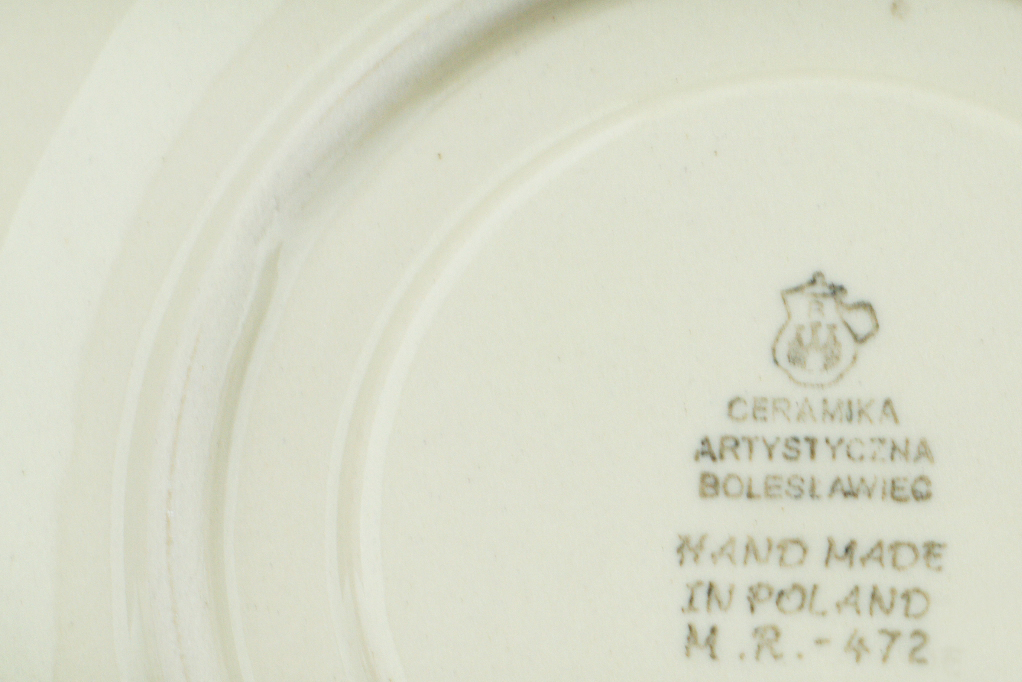 CERAMIKA
ARTYSTYCZNA
BOLESŁAWIEC
HAND MADE
IN POLAND
M.R.-472